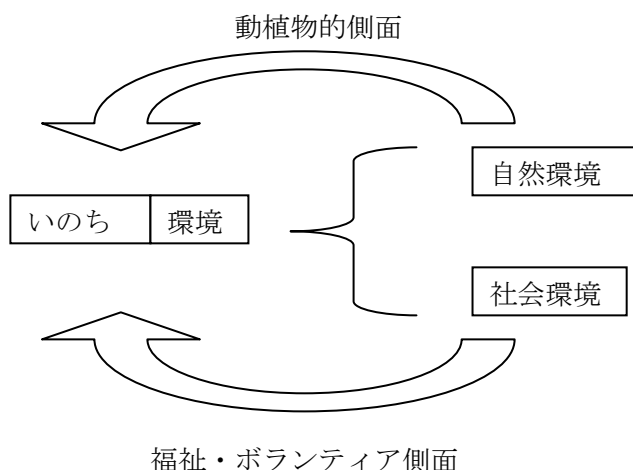 動植物的側面
自然環境
いのち
環境
社会環境
福祉・ボランティア側面